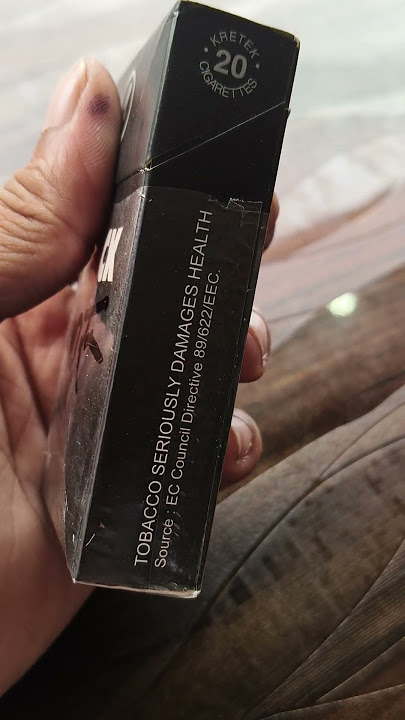 KRETEK
20
CIGARETTES
TOBACCO SERIOUSLY DAMAGES HEALTH
Source : EC Council Directive 89/622/EEC.